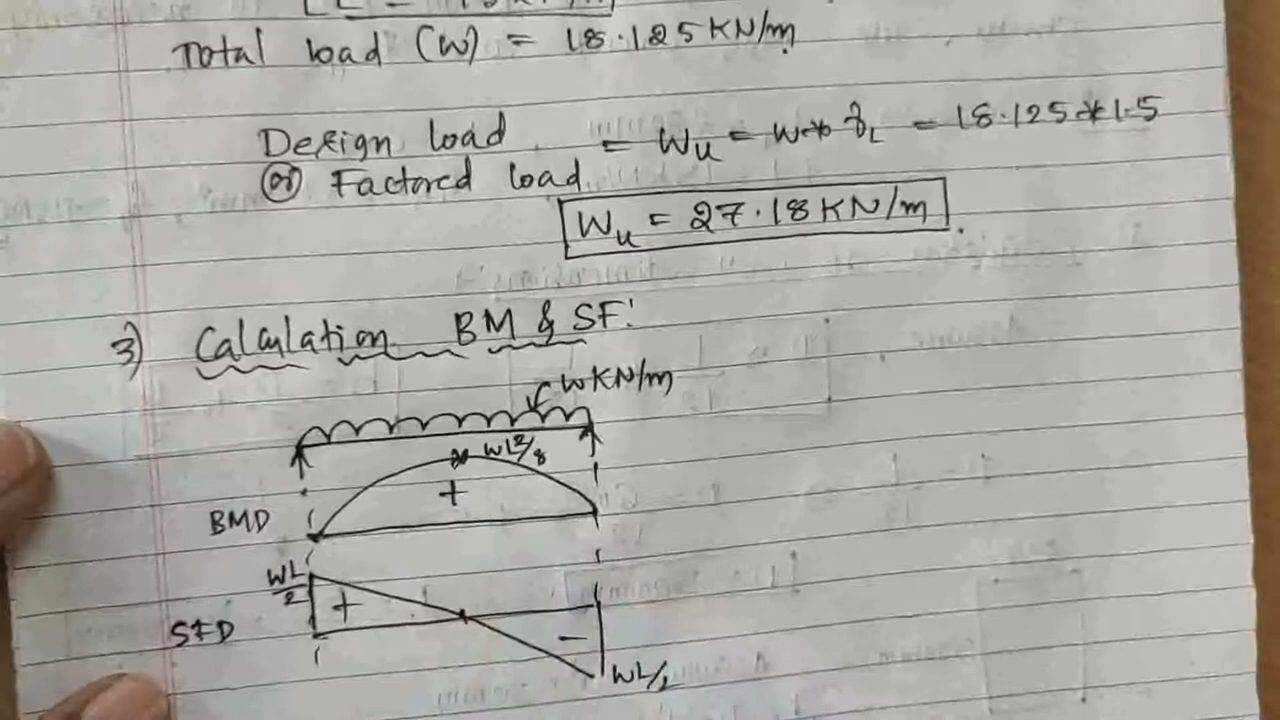 Total load (W) = 18.125 KN/m.
Design load = Wu = w * γL = 18.125 * 1.5
(or) Factored load
Wu = 27.18 KN/m.
3) Calculation BM & SF:
w KN/m
WL²/8
+
BMD
WL/2
+
SFD
-
WL/2